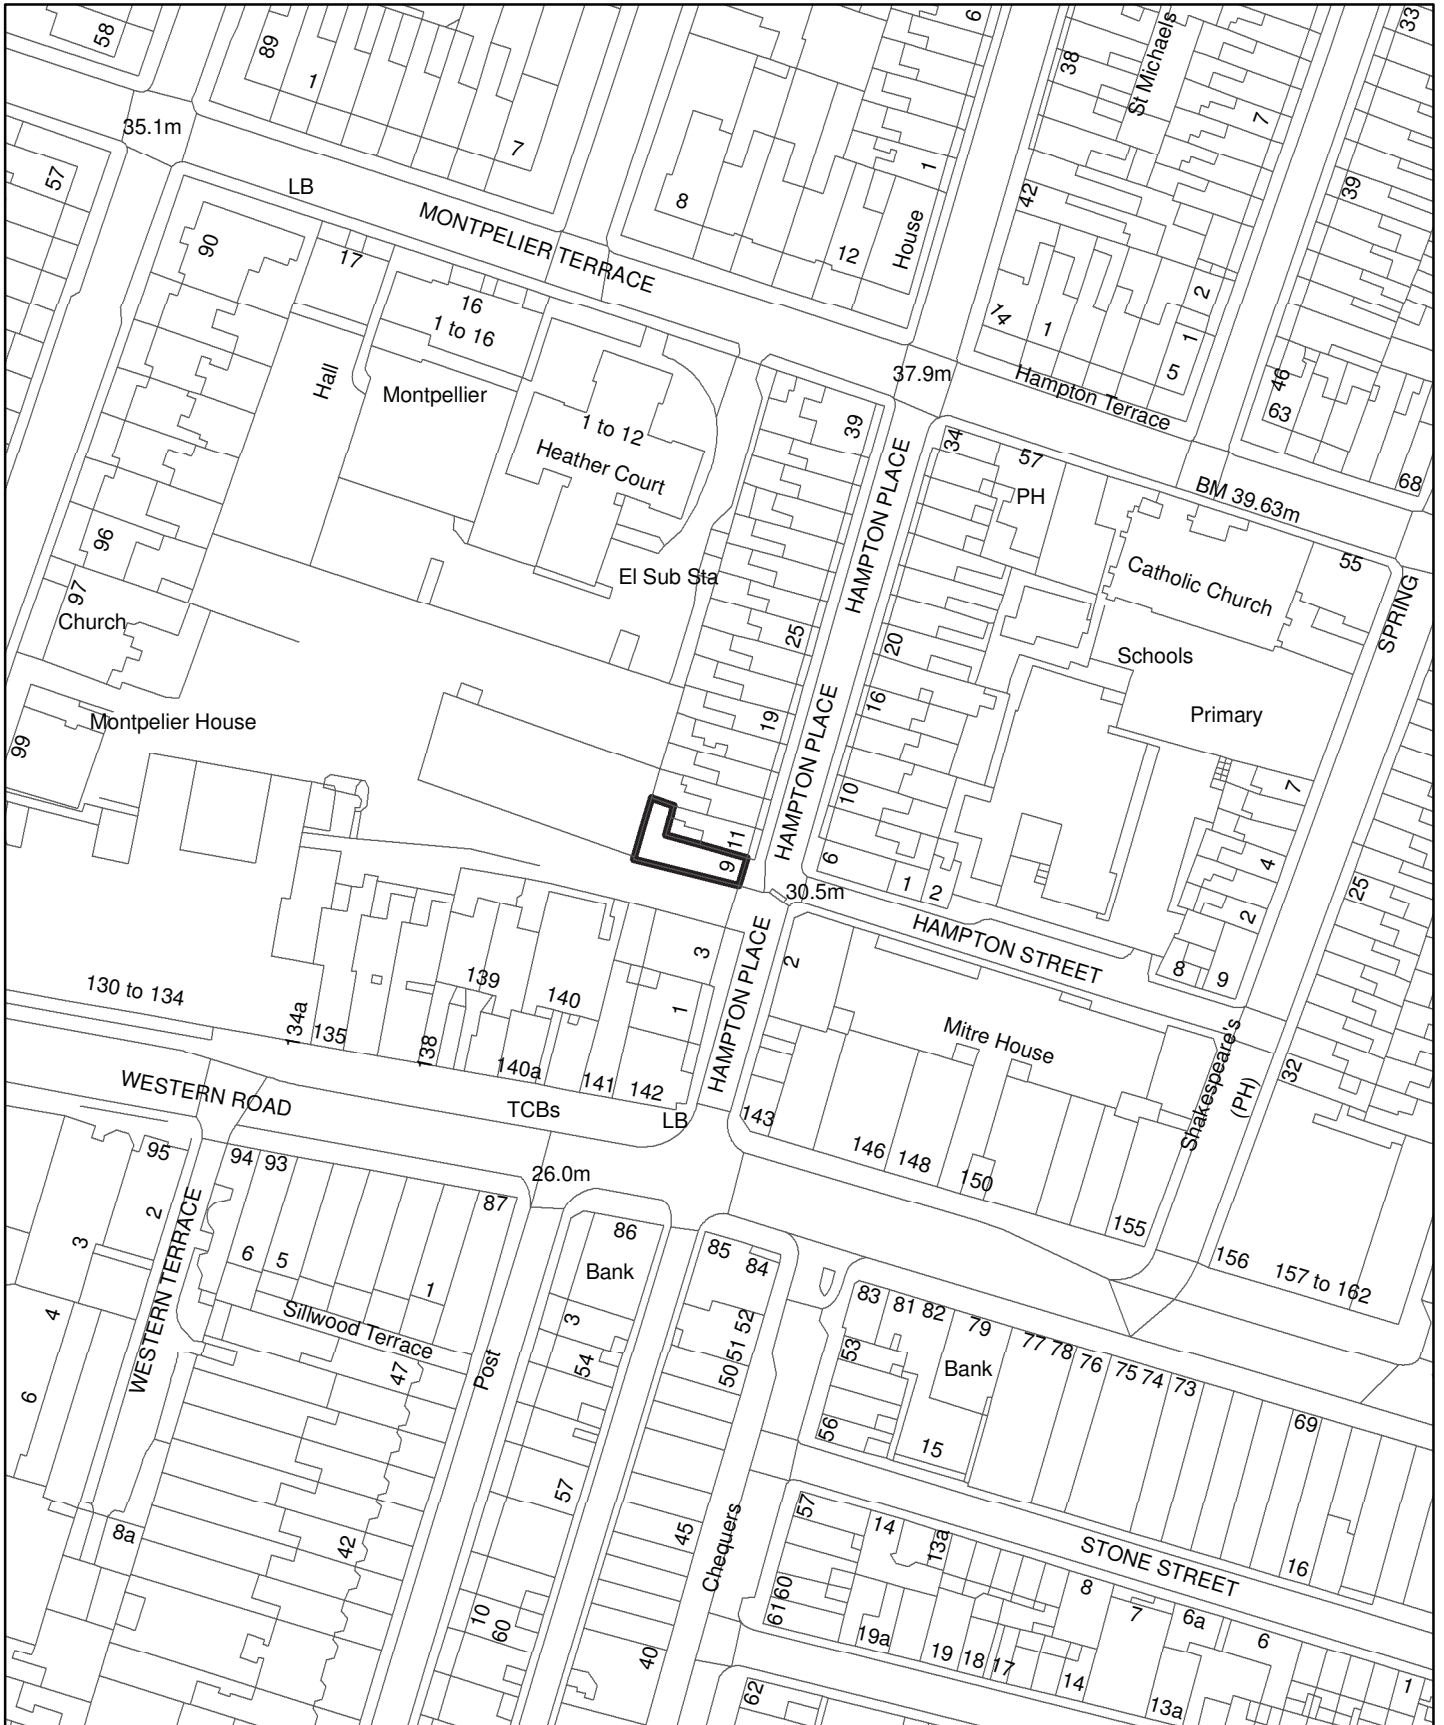 58
89
1
6
38
St Michaels
33
35.1m
7
7
57
LB
8
1
42
39
MONTPELIER TERRACE
90
17
12
House
16
1 to 16
14
1
2
1
5
Hall
Montpellier
37.9m
Hampton Terrace
46
63
1 to 12
Heather Court
39
34
57
PH
BM 39.63m
68
HAMPTON PLACE
96
El Sub Sta
Catholic Church
55
SPRING
97
Church
25
20
Schools
16
19
Primary
Montpelier House
99
HAMPTON PLACE
10
7
11
9
6
1
2
30.5m
4
25
2
HAMPTON STREET
3
2
HAMPTON PLACE
8
9
130 to 134
139
140
1
134a
135
138
140a
141
142
Mitre House
Shakespeare's
(PH)
32
WESTERN ROAD
TCBs
LB
143
146
148
150
95
94
93
26.0m
87
155
2
3
WESTERN TERRACE
6
5
1
86
Bank
85
84
156
157 to 162
4
Sillwood Terrace
3
52
51
50
83
81
82
79
77
78
76
75
74
73
6
47
Post
54
53
Bank
69
56
15
57
8a
42
45
Chequers
57
14
13a
STONE STREET
16
10
60
60
61
19a
19
18
17
8
7
6a
6
14
40
1
62
13a